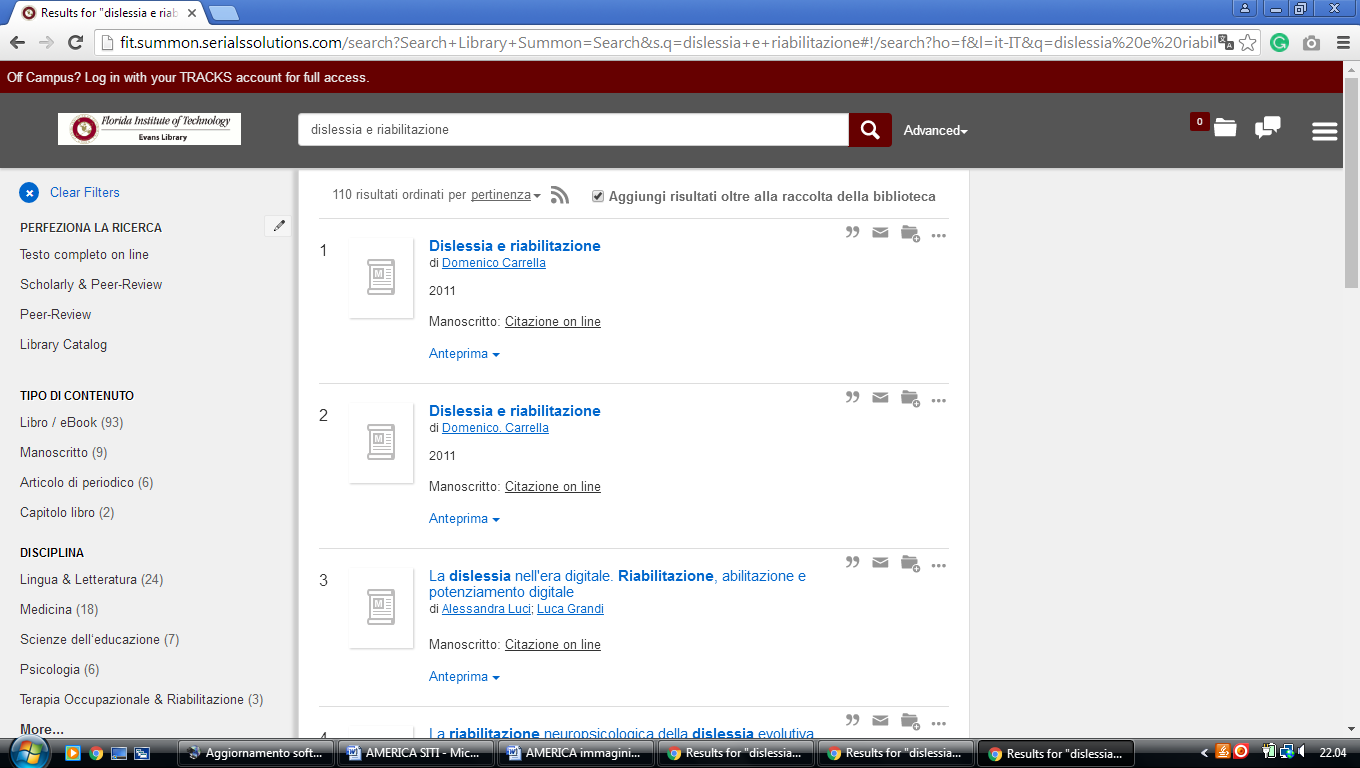 Results for "dislessia e riab
fit.summon.serialssolutions.com/search?Search+Library+Summon=Search&s.q=dislessia+e+riabilitazione#!/search?ho=f&l=it-IT&q=dislessia%20e%20riabil
Off Campus? Log in with your TRACKS account for full access.
Florida Institute of Technology
Evans Library
dislessia e riabilitazione
Advanced
0
Clear Filters
PERFEZIONA LA RICERCA
Testo completo on line
Scholarly & Peer-Review
Peer-Review
Library Catalog
TIPO DI CONTENUTO
Libro / eBook (93)
Manoscritto (9)
Articolo di periodico (6)
Capitolo libro (2)
DISCIPLINA
Lingua & Letteratura (24)
Medicina (18)
Scienze dell'educazione (7)
Psicologia (6)
Terapia Occupazionale & Riabilitazione (3)
More...
110 risultati ordinati per pertinenza
Aggiungi risultati oltre alla raccolta della biblioteca
1
M
Dislessia e riabilitazione
di Domenico Carrella
2011
Manoscritto: Citazione on line
Anteprima
2
M
Dislessia e riabilitazione
di Domenico. Carrella
2011
Manoscritto: Citazione on line
Anteprima
3
M
La dislessia nell'era digitale. Riabilitazione, abilitazione e
potenziamento digitale
di Alessandra Luci; Luca Grandi
Manoscritto: Citazione on line
Anteprima
4
La riabilitazione neuropsicologica della dislessia evolutiva
Aggiornamento soft...
AMERICA SITI - Mic...
AMERICA immagini...
Results for "dislessia...
Results for "dislessia...
Results for "dislessia...
22.04